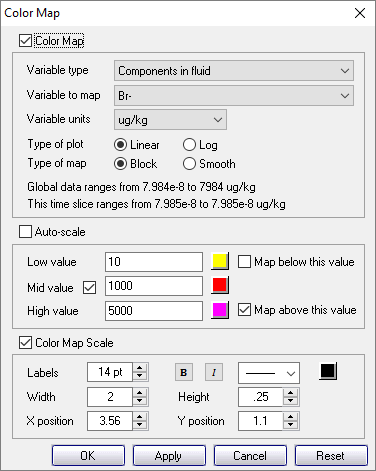 Color Map
Color Map
Variable type Components in fluid
Variable to map Br-
Variable units ug/kg
Type of plot Linear Log
Type of map Block Smooth
Global data ranges from 7.984e-8 to 7984 ug/kg
This time slice ranges from 7.985e-8 to 7.985e-8 ug/kg
Auto-scale
Low value 10 Map below this value
Mid value 1000
High value 5000 Map above this value
Color Map Scale
Labels 14 pt B I
Width 2 Height .25
X position 3.56 Y position 1.1
OK Apply Cancel Reset